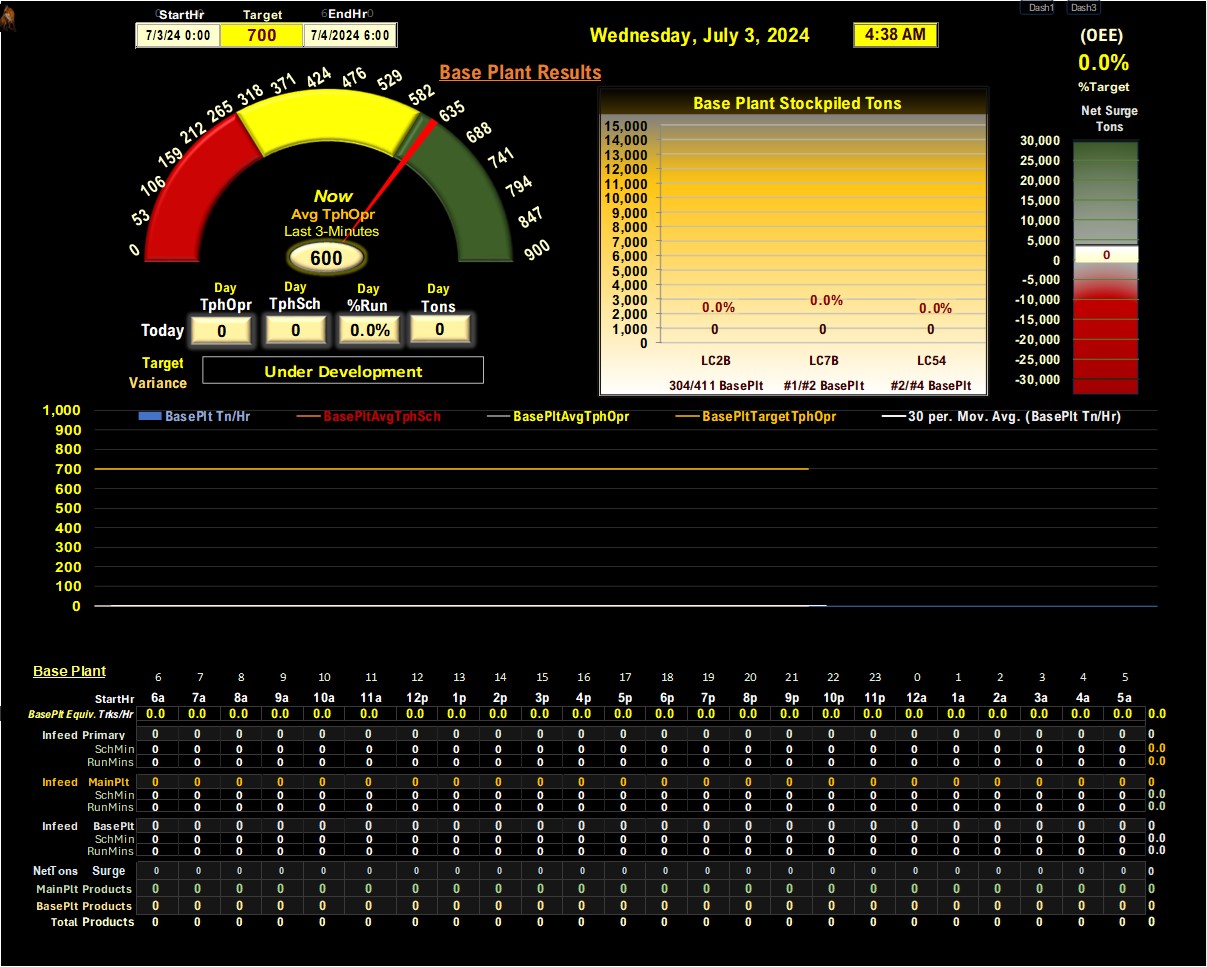 Dash1 Dash3
StartHr Target EndHr
7/3/24 0:00 700 7/4/2024 6:00
Wednesday, July 3, 2024 4:38 AM
(OEE)
0.0%
%Target
Base Plant Results
0 53 106 159 212 265 318 371 424 476 529 582 635 688 741 794 847 900
Now
Avg TphOpr
Last 3-Minutes
600
Day Day Day Day
TphOpr TphSch %Run Tons
Today 0 0 0.0% 0
Target
Variance
Under Development
Base Plant Stockpiled Tons
15,000
14,000
13,000
12,000
11,000
10,000
9,000
8,000
7,000
6,000
5,000
4,000
3,000
2,000
1,000
0
0.0% 0.0% 0.0%
0 0 0
LC2B LC7B LC54
304/411 BasePlt #1/#2 BasePlt #2/#4 BasePlt
Net Surge
Tons
30,000
25,000
20,000
15,000
10,000
5,000
0
-5,000
-10,000
-15,000
-20,000
-25,000
-30,000
0
BasePlt Tn/Hr BasePltAvgTphSch BasePltAvgTphOpr BasePltTargetTphOpr 30 per. Mov. Avg. (BasePlt Tn/Hr)
1,000
900
800
700
600
500
400
300
200
100
0
Base Plant 6 7 8 9 10 11 12 13 14 15 16 17 18 19 20 21 22 23 0 1 2 3 4 5
StartHr 6a 7a 8a 9a 10a 11a 12p 1p 2p 3p 4p 5p 6p 7p 8p 9p 10p 11p 12a 1a 2a 3a 4a 5a
BasePlt Equiv. Trks/Hr 0.0 0.0 0.0 0.0 0.0 0.0 0.0 0.0 0.0 0.0 0.0 0.0 0.0 0.0 0.0 0.0 0.0 0.0 0.0 0.0 0.0 0.0 0.0 0.0 0.0
Infeed Primary 0 0 0 0 0 0 0 0 0 0 0 0 0 0 0 0 0 0 0 0 0 0 0 0 0
SchMin 0 0 0 0 0 0 0 0 0 0 0 0 0 0 0 0 0 0 0 0 0 0 0 0 0.0
RunMins 0 0 0 0 0 0 0 0 0 0 0 0 0 0 0 0 0 0 0 0 0 0 0 0 0.0
Infeed MainPlt 0 0 0 0 0 0 0 0 0 0 0 0 0 0 0 0 0 0 0 0 0 0 0 0 0
SchMin 0 0 0 0 0 0 0 0 0 0 0 0 0 0 0 0 0 0 0 0 0 0 0 0 0.0
RunMins 0 0 0 0 0 0 0 0 0 0 0 0 0 0 0 0 0 0 0 0 0 0 0 0 0.0
Infeed BasePlt 0 0 0 0 0 0 0 0 0 0 0 0 0 0 0 0 0 0 0 0 0 0 0 0 0
SchMin 0 0 0 0 0 0 0 0 0 0 0 0 0 0 0 0 0 0 0 0 0 0 0 0 0.0
RunMins 0 0 0 0 0 0 0 0 0 0 0 0 0 0 0 0 0 0 0 0 0 0 0 0 0.0
NetTons Surge 0 0 0 0 0 0 0 0 0 0 0 0 0 0 0 0 0 0 0 0 0 0 0 0 0
MainPlt Products 0 0 0 0 0 0 0 0 0 0 0 0 0 0 0 0 0 0 0 0 0 0 0 0 0
BasePlt Products 0 0 0 0 0 0 0 0 0 0 0 0 0 0 0 0 0 0 0 0 0 0 0 0 0
Total Products 0 0 0 0 0 0 0 0 0 0 0 0 0 0 0 0 0 0 0 0 0 0 0 0 0